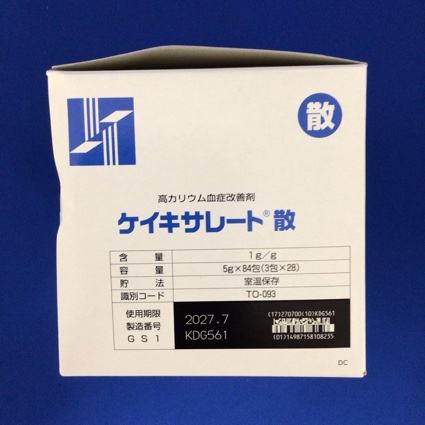 散
高カリウム血症改善剤
ケイキサレート®散
含量 1g/g
容量 5g×84包(3包×28)
貯法 室温保存
識別コード TO-093
使用期限 2027.7
製造番号 KDG561
GS1
(17)270700(10)KDG561
(01)14987158108235
DC